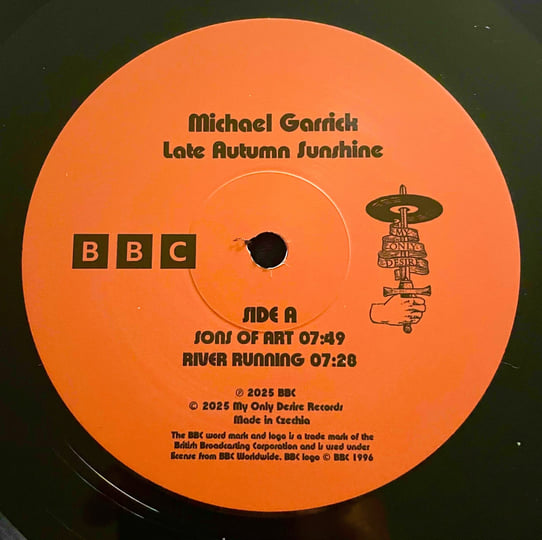 Michael Garrick
Late Autumn Sunshine
BBC
MY
ONLY
DESIRE
SIDE A
SONS OF ART 07:49
RIVER RUNNING 07:28
℗ 2025 BBC
© 2025 My Only Desire Records
Made in Czechia
The BBC word mark and logo is a trade mark of the
British Broadcasting Corporation and is used under
license from BBC Worldwide. BBC logo © BBC 1996